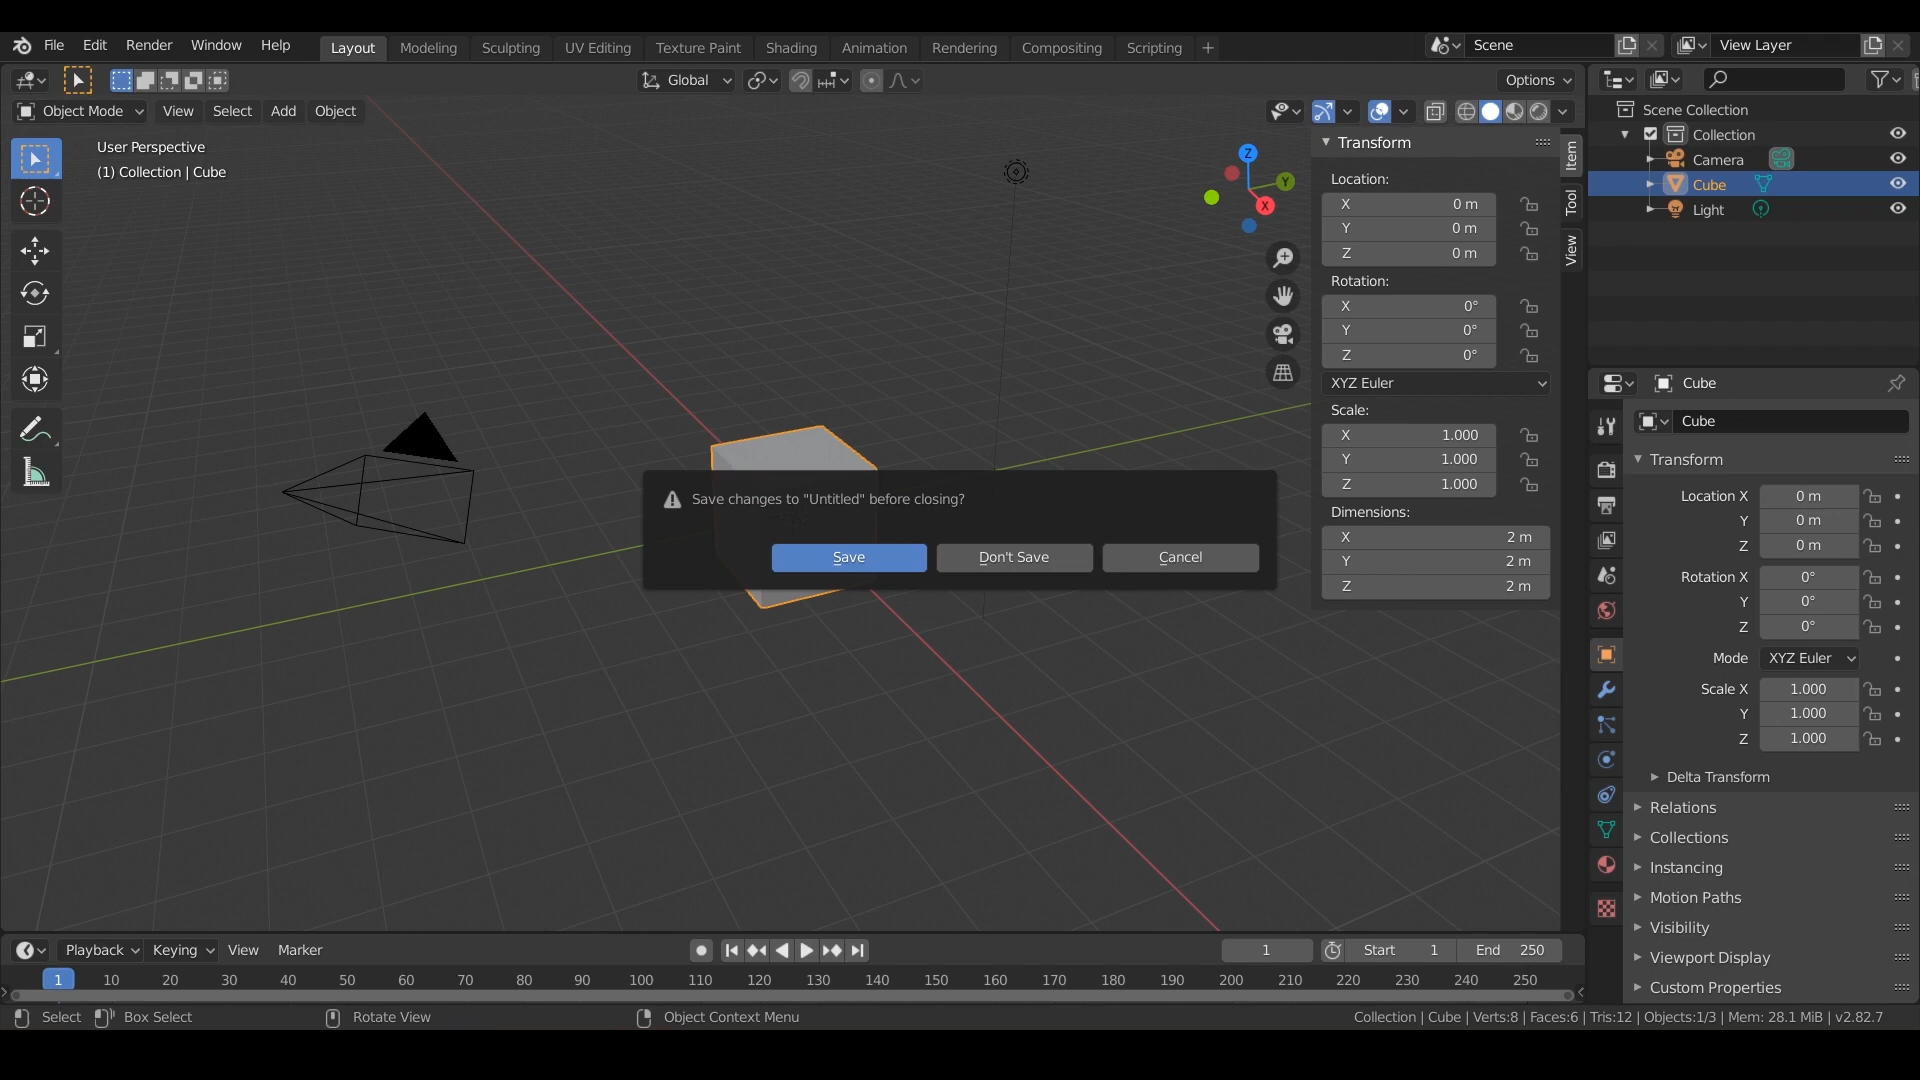 File Edit Render Window Help Layout Modeling Sculpting UV Editing Texture Paint Shading Animation Rendering Compositing Scripting + Scene View Layer
Global Options
Object Mode View Select Add Object
User Perspective
(1) Collection | Cube
Z
Y
X
Transform
Location:
X 0 m
Y 0 m
Z 0 m
Rotation:
X 0°
Y 0°
Z 0°
XYZ Euler
Scale:
X 1.000
Y 1.000
Z 1.000
Dimensions:
X 2 m
Y 2 m
Z 2 m
Item
Tool
View
Scene Collection
Collection
Camera
Cube
Light
Cube
Cube
Transform
Location X 0 m
Y 0 m
Z 0 m
Rotation X 0°
Y 0°
Z 0°
Mode XYZ Euler
Scale X 1.000
Y 1.000
Z 1.000
Delta Transform
Relations
Collections
Instancing
Motion Paths
Visibility
Viewport Display
Custom Properties
Save changes to "Untitled" before closing?
Save Don't Save Cancel
Playback Keying View Marker 1 Start 1 End 250
1 10 20 30 40 50 60 70 80 90 100 110 120 130 140 150 160 170 180 190 200 210 220 230 240 250
Select Box Select Rotate View Object Context Menu Collection | Cube | Verts:8 | Faces:6 | Tris:12 | Objects:1/3 | Mem: 28.1 MiB | v2.82.7